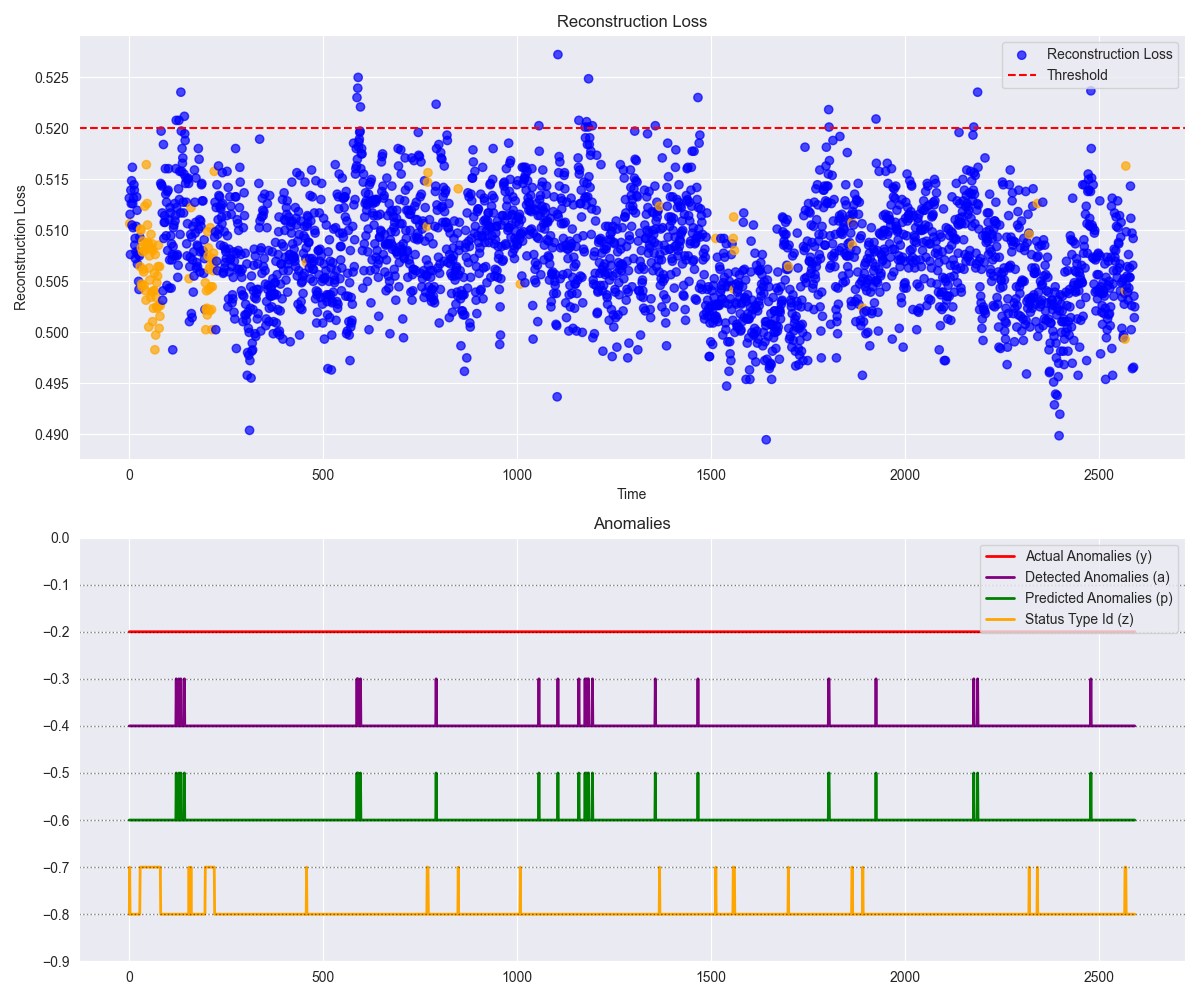 Reconstruction Loss
Reconstruction Loss
Threshold
Reconstruction Loss
0.525
0.520
0.515
0.510
0.505
0.500
0.495
0.490
0 500 1000 1500 2000 2500
Time
Anomalies
Actual Anomalies (y)
Detected Anomalies (a)
Predicted Anomalies (p)
Status Type Id (z)
0.0
−0.1
−0.2
−0.3
−0.4
−0.5
−0.6
−0.7
−0.8
−0.9
0 500 1000 1500 2000 2500